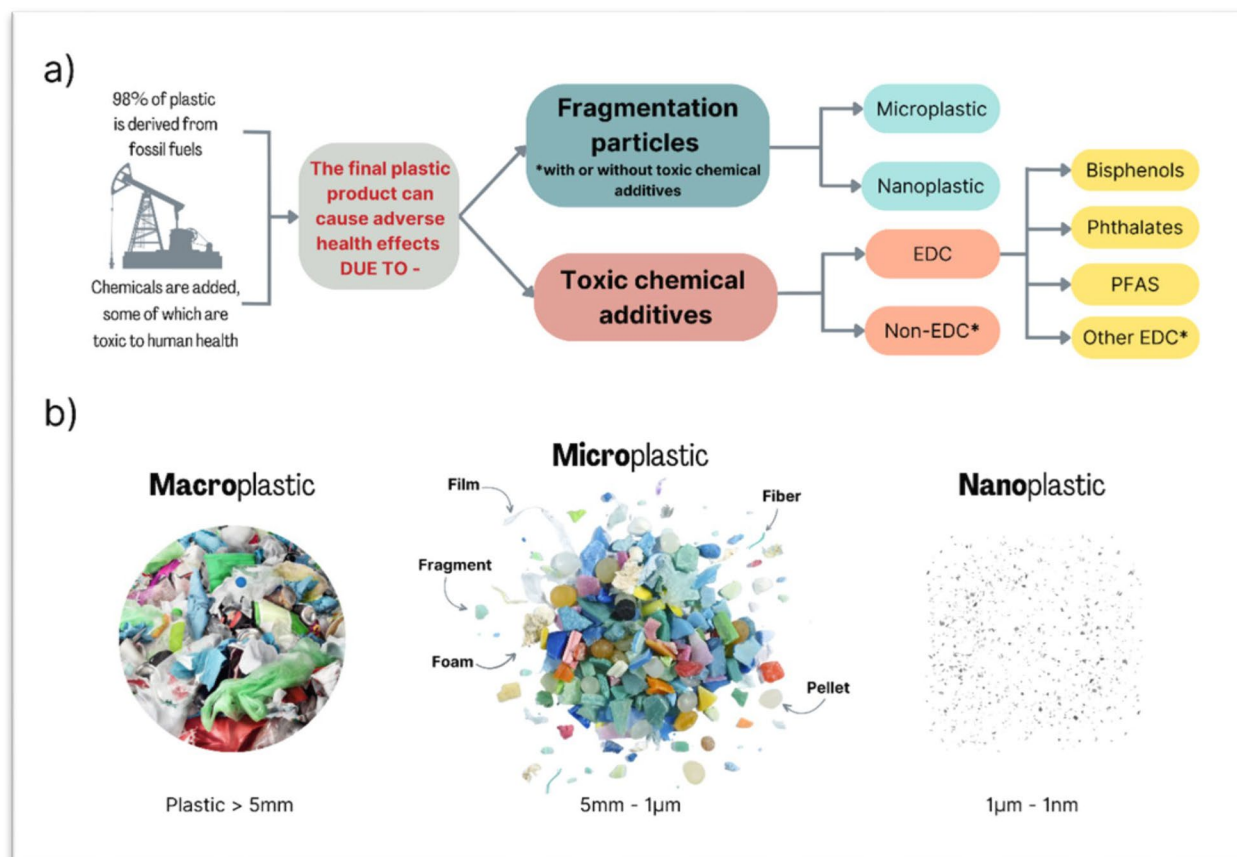 a)
98% of plastic
is derived from
fossil fuels
Chemicals are added,
some of which are
toxic to human health
The final plastic
product can
cause adverse
health effects
DUE TO -
Fragmentation
particles
*with or without toxic chemical
additives
Microplastic
Nanoplastic
Toxic chemical
additives
EDC
Non-EDC*
Bisphenols
Phthalates
PFAS
Other EDC*
b)
Macroplastic
Plastic > 5mm
Microplastic
Film
Fiber
Fragment
Foam
Pellet
5mm - 1µm
Nanoplastic
1µm - 1nm